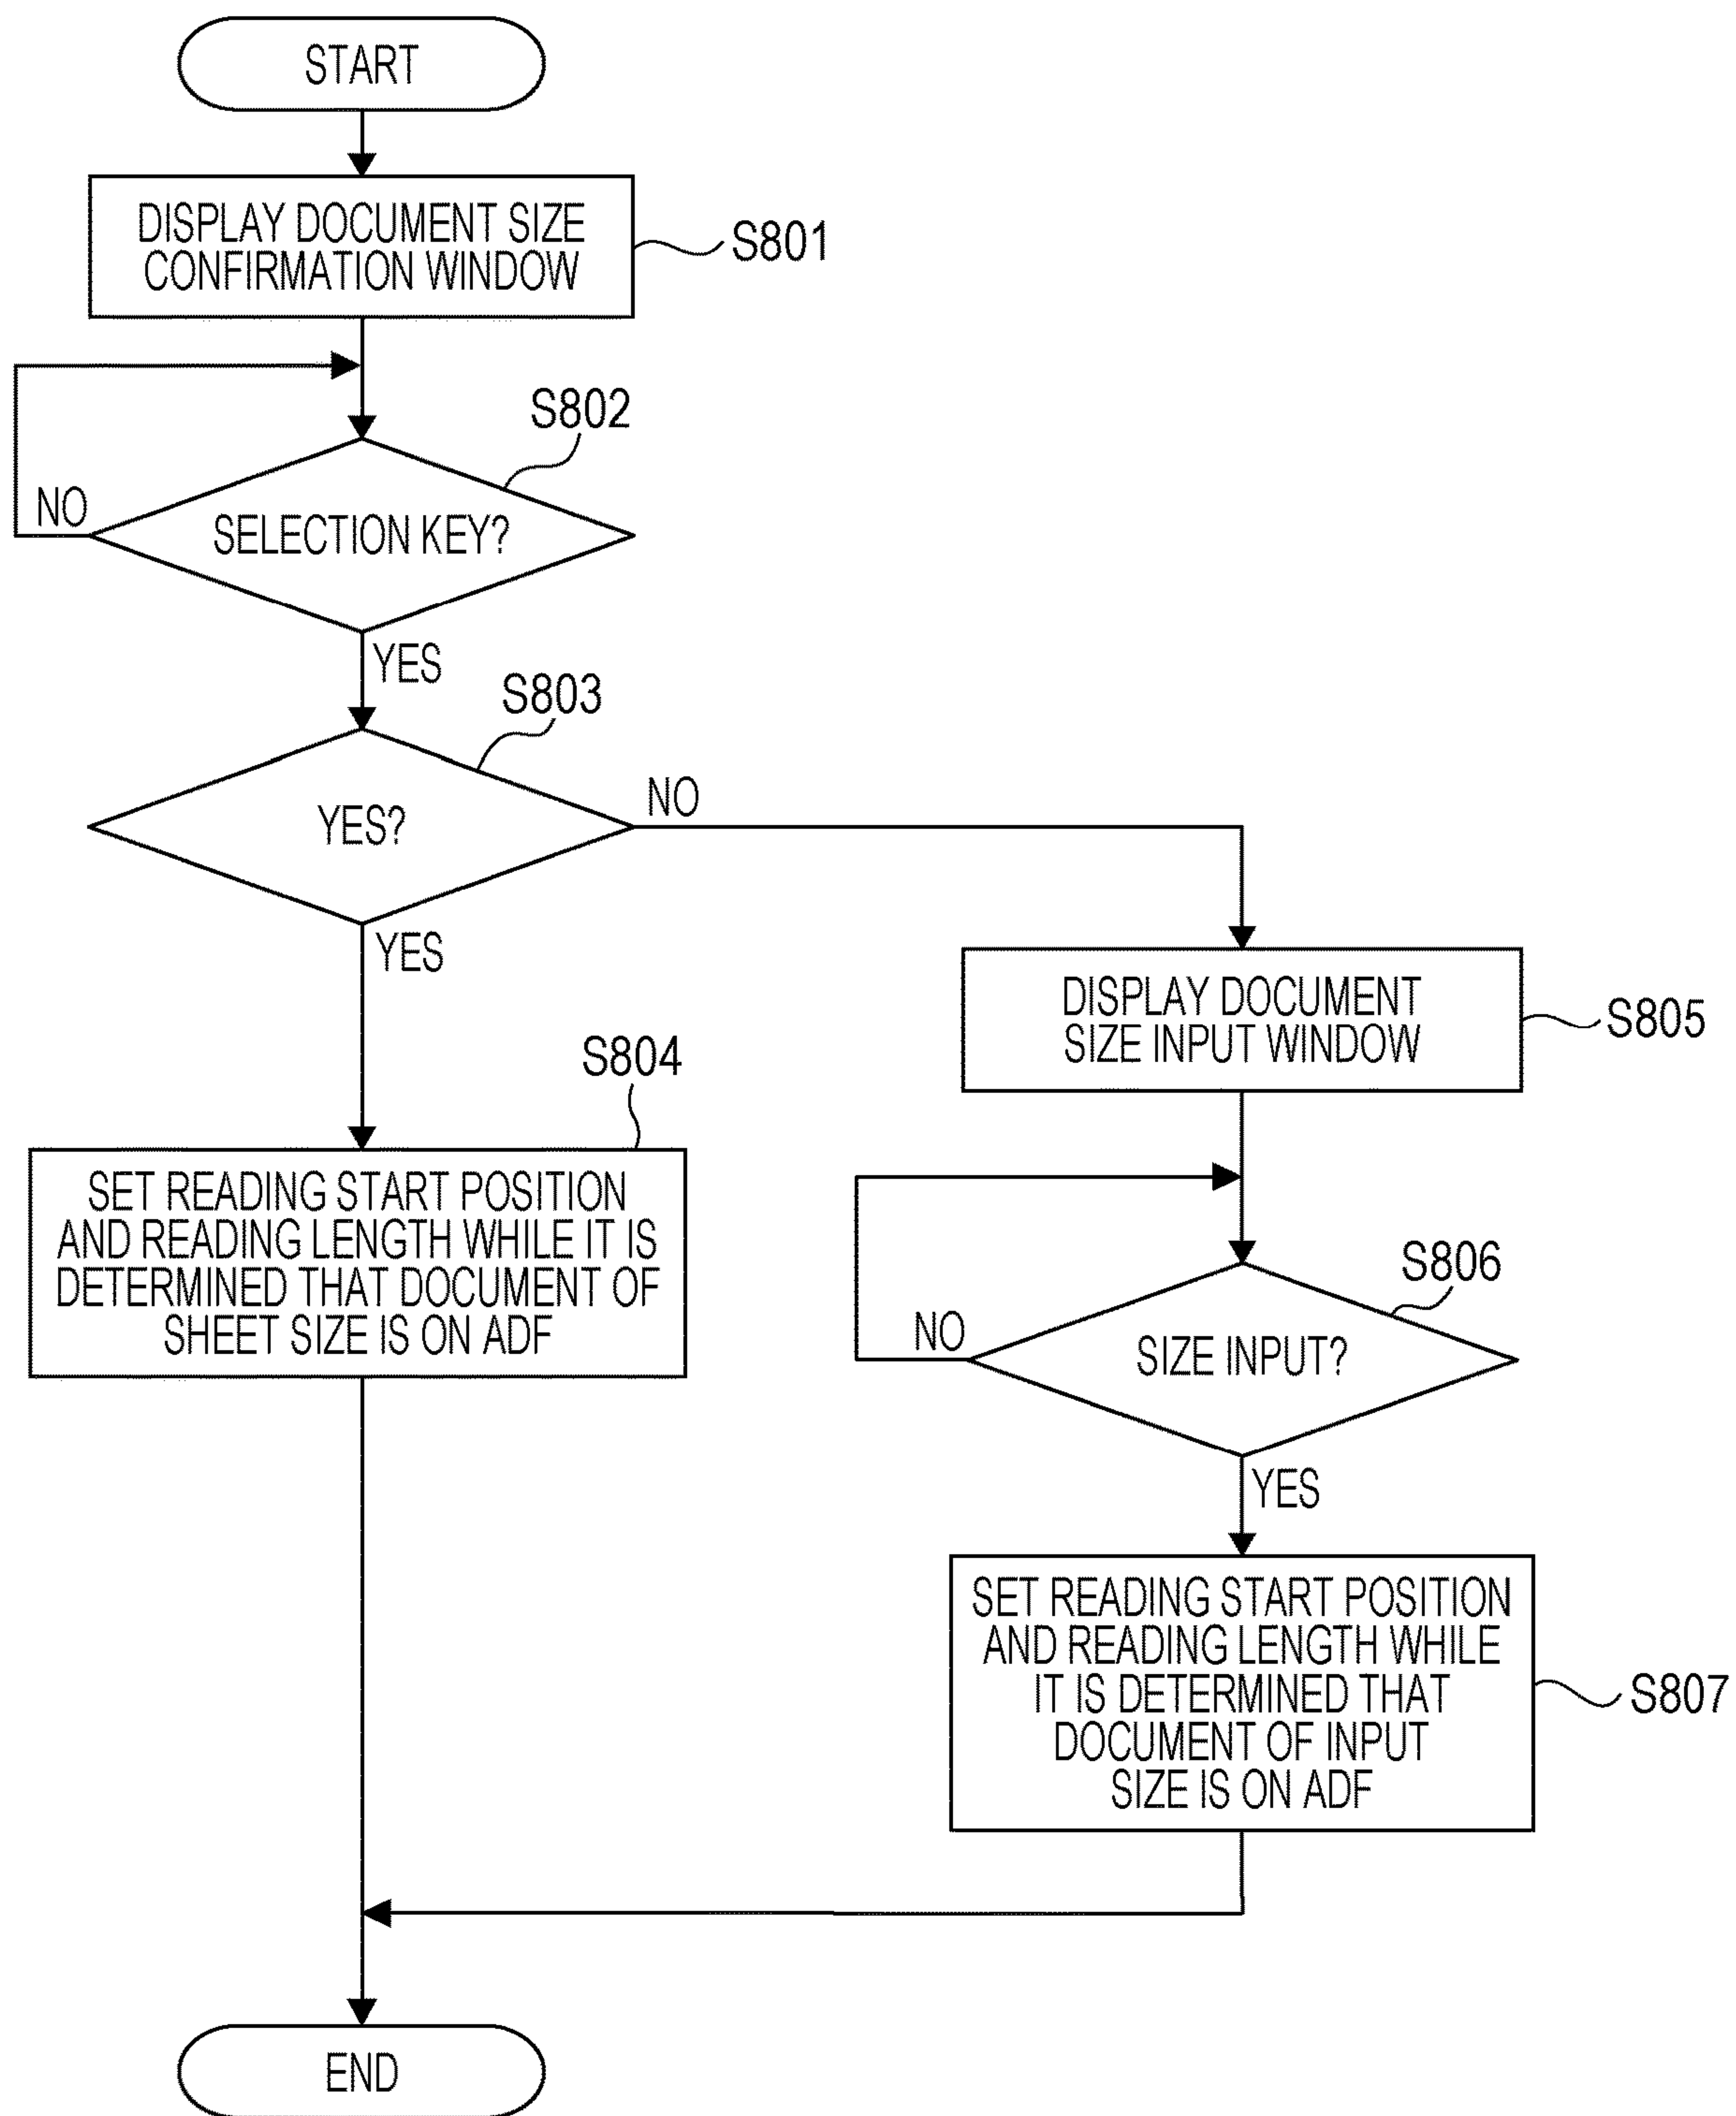 START
DISPLAY DOCUMENT SIZE
CONFIRMATION WINDOW
S801
S802
NO
SELECTION KEY?
YES
S803
YES?
NO
YES
DISPLAY DOCUMENT
SIZE INPUT WINDOW
S805
S804
SET READING START POSITION
AND READING LENGTH WHILE IT IS
DETERMINED THAT DOCUMENT OF
SHEET SIZE IS ON ADF
S806
NO
SIZE INPUT?
YES
SET READING START POSITION
AND READING LENGTH WHILE
IT IS DETERMINED THAT
DOCUMENT OF INPUT
SIZE IS ON ADF
S807
END